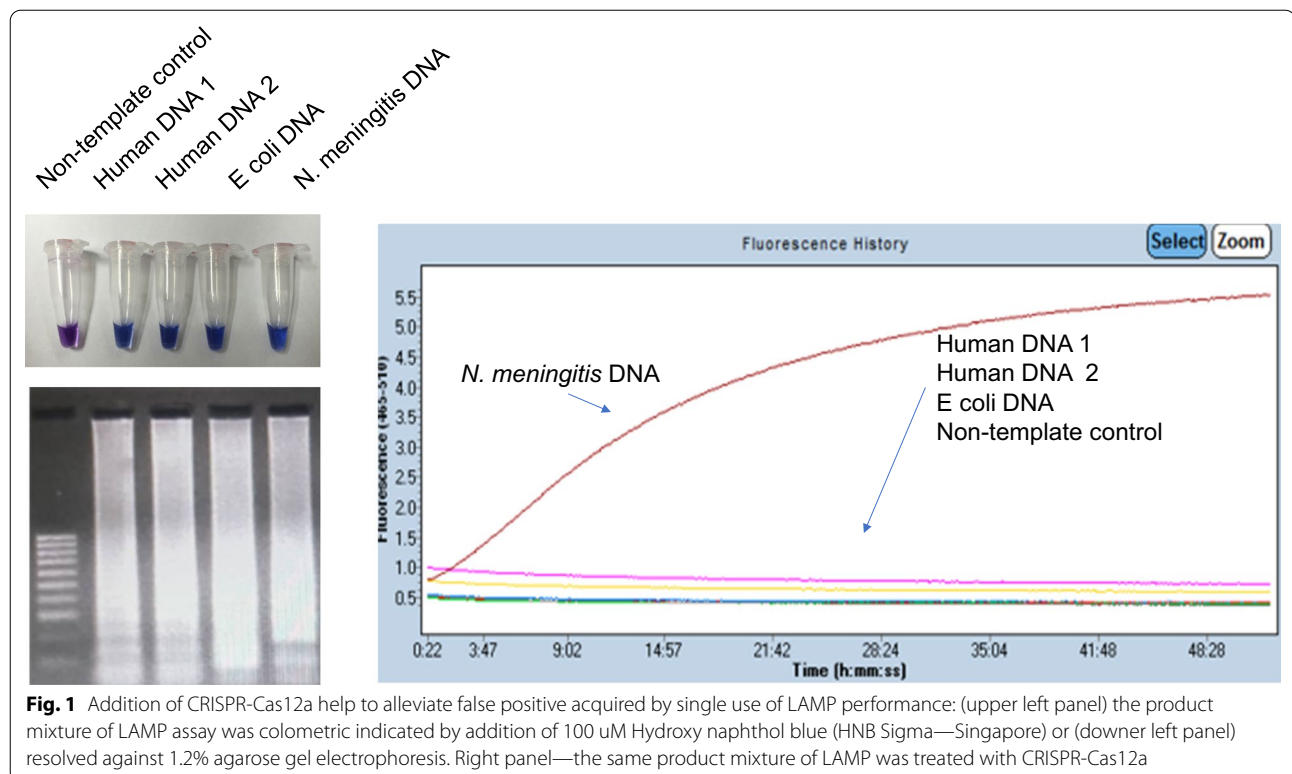 Non-template control
Human DNA 1
Human DNA 2
E coli DNA
N. meningitis DNA
Fluorescence History
Select
Zoom
Fluorescence (465-510)
5.5
5.0
4.5
4.0
3.5
3.0
2.5
2.0
1.5
1.0
0.5
N. meningitis DNA
Human DNA 1
Human DNA 2
E coli DNA
Non-template control
0:22 3:47 9:02 14:57 21:42 28:24 35:04 41:48 48:28
Time (h:mm:ss)
Fig. 1 Addition of CRISPR-Cas12a help to alleviate false positive acquired by single use of LAMP performance: (upper left panel) the product
mixture of LAMP assay was colometric indicated by addition of 100 uM Hydroxy naphthol blue (HNB Sigma—Singapore) or (downer left panel)
resolved against 1.2% agarose gel electrophoresis. Right panel—the same product mixture of LAMP was treated with CRISPR-Cas12a